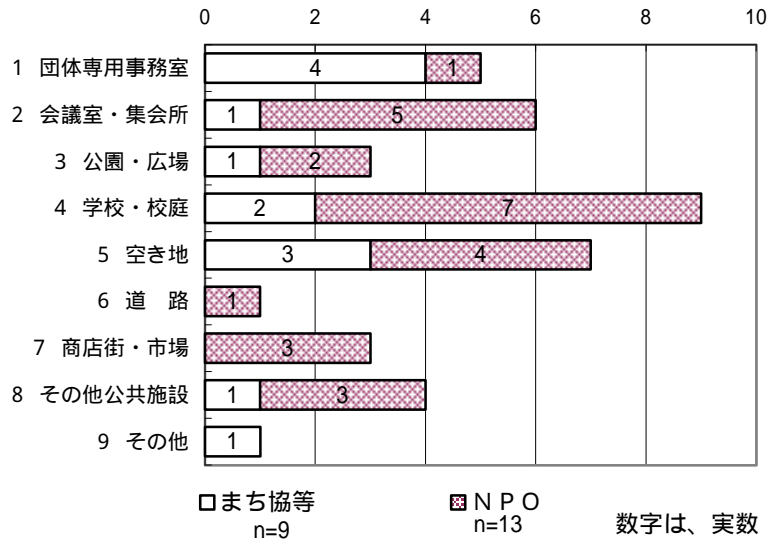 0 2 4 6 8 10
1 団体専用事務室 4 1
2 会議室・集会所 1 5
3 公園・広場 1 2
4 学校・校庭 2 7
5 空き地 3 4
6 道　路 1
7 商店街・市場 3
8 その他公共施設 1 3
9 その他 1
まち協等 ＮＰＯ
n=9 n=13 数字は、実数